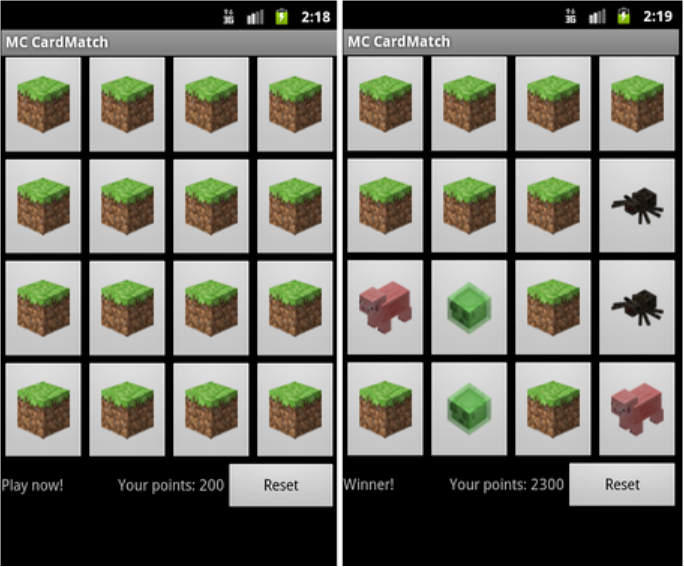 3G 2:18
MC CardMatch
Play now! Your points: 200 Reset
3G 2:19
MC CardMatch
Winner! Your points: 2300 Reset